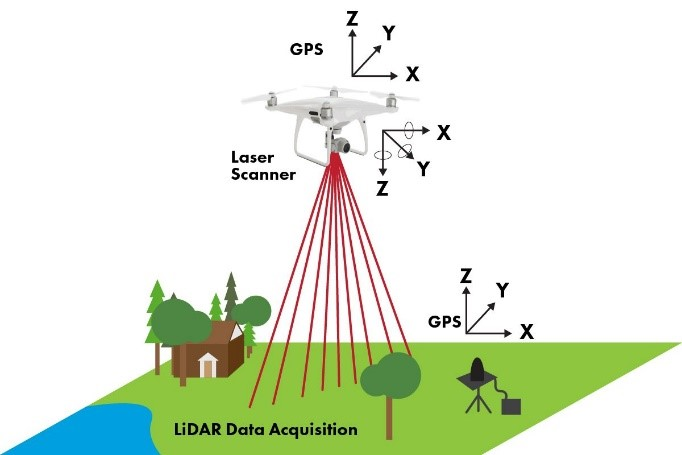 Z
Y
GPS
X
X
Laser
Scanner
Y
Z
Z
Y
GPS
X
LiDAR Data Acquisition